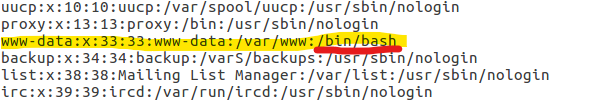 uucp:x:10:10:uucp:/var/spool/uucp:/usr/sbin/nologin
proxy:x:13:13:proxy:/bin:/usr/sbin/nologin
www-data:x:33:33:www-data:/var/www:/bin/bash
backup:x:34:34:backup:/varS/backups:/usr/sbin/nologin
list:x:38:38:Mailing List Manager:/var/list:/usr/sbin/nologin
irc:x:39:39:ircd:/var/run/ircd:/usr/sbin/nologin